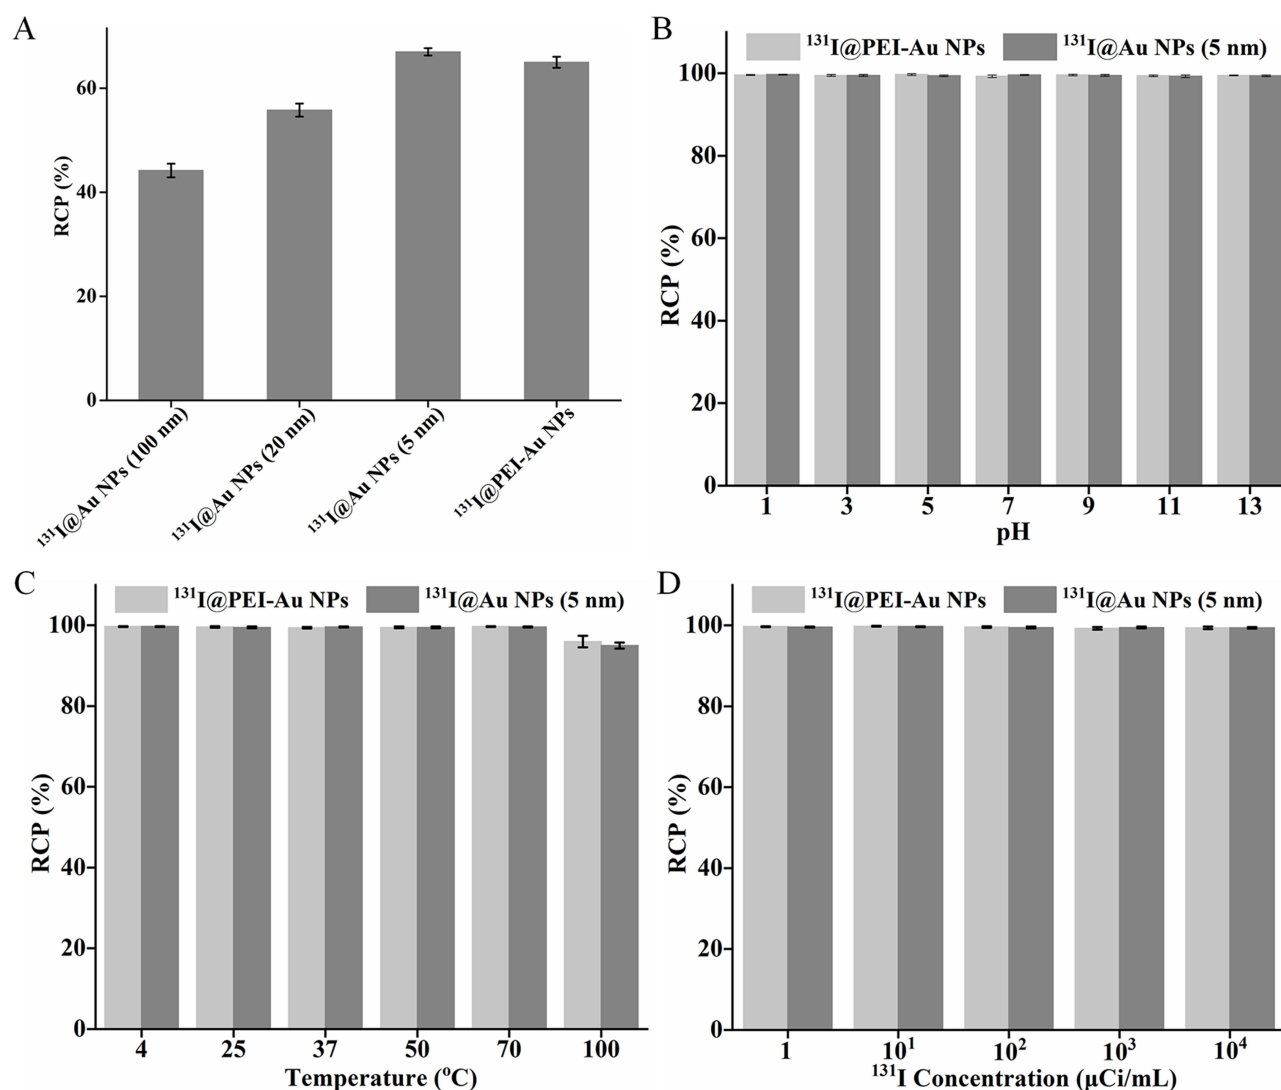 A
RCP (%)
60
40
20
0
¹³¹I@Au NPs (100 nm)
¹³¹I@Au NPs (20 nm)
¹³¹I@Au NPs (5 nm)
¹³¹I@PEI-Au NPs
B
¹³¹I@PEI-Au NPs ¹³¹I@Au NPs (5 nm)
RCP (%)
100
80
60
40
20
0
1 3 5 7 9 11 13
pH
C
¹³¹I@PEI-Au NPs ¹³¹I@Au NPs (5 nm)
RCP (%)
100
80
60
40
20
0
4 25 37 50 70 100
Temperature (°C)
D
¹³¹I@PEI-Au NPs ¹³¹I@Au NPs (5 nm)
RCP (%)
100
80
60
40
20
0
1 10¹ 10² 10³ 10⁴
¹³¹I Concentration (μCi/mL)